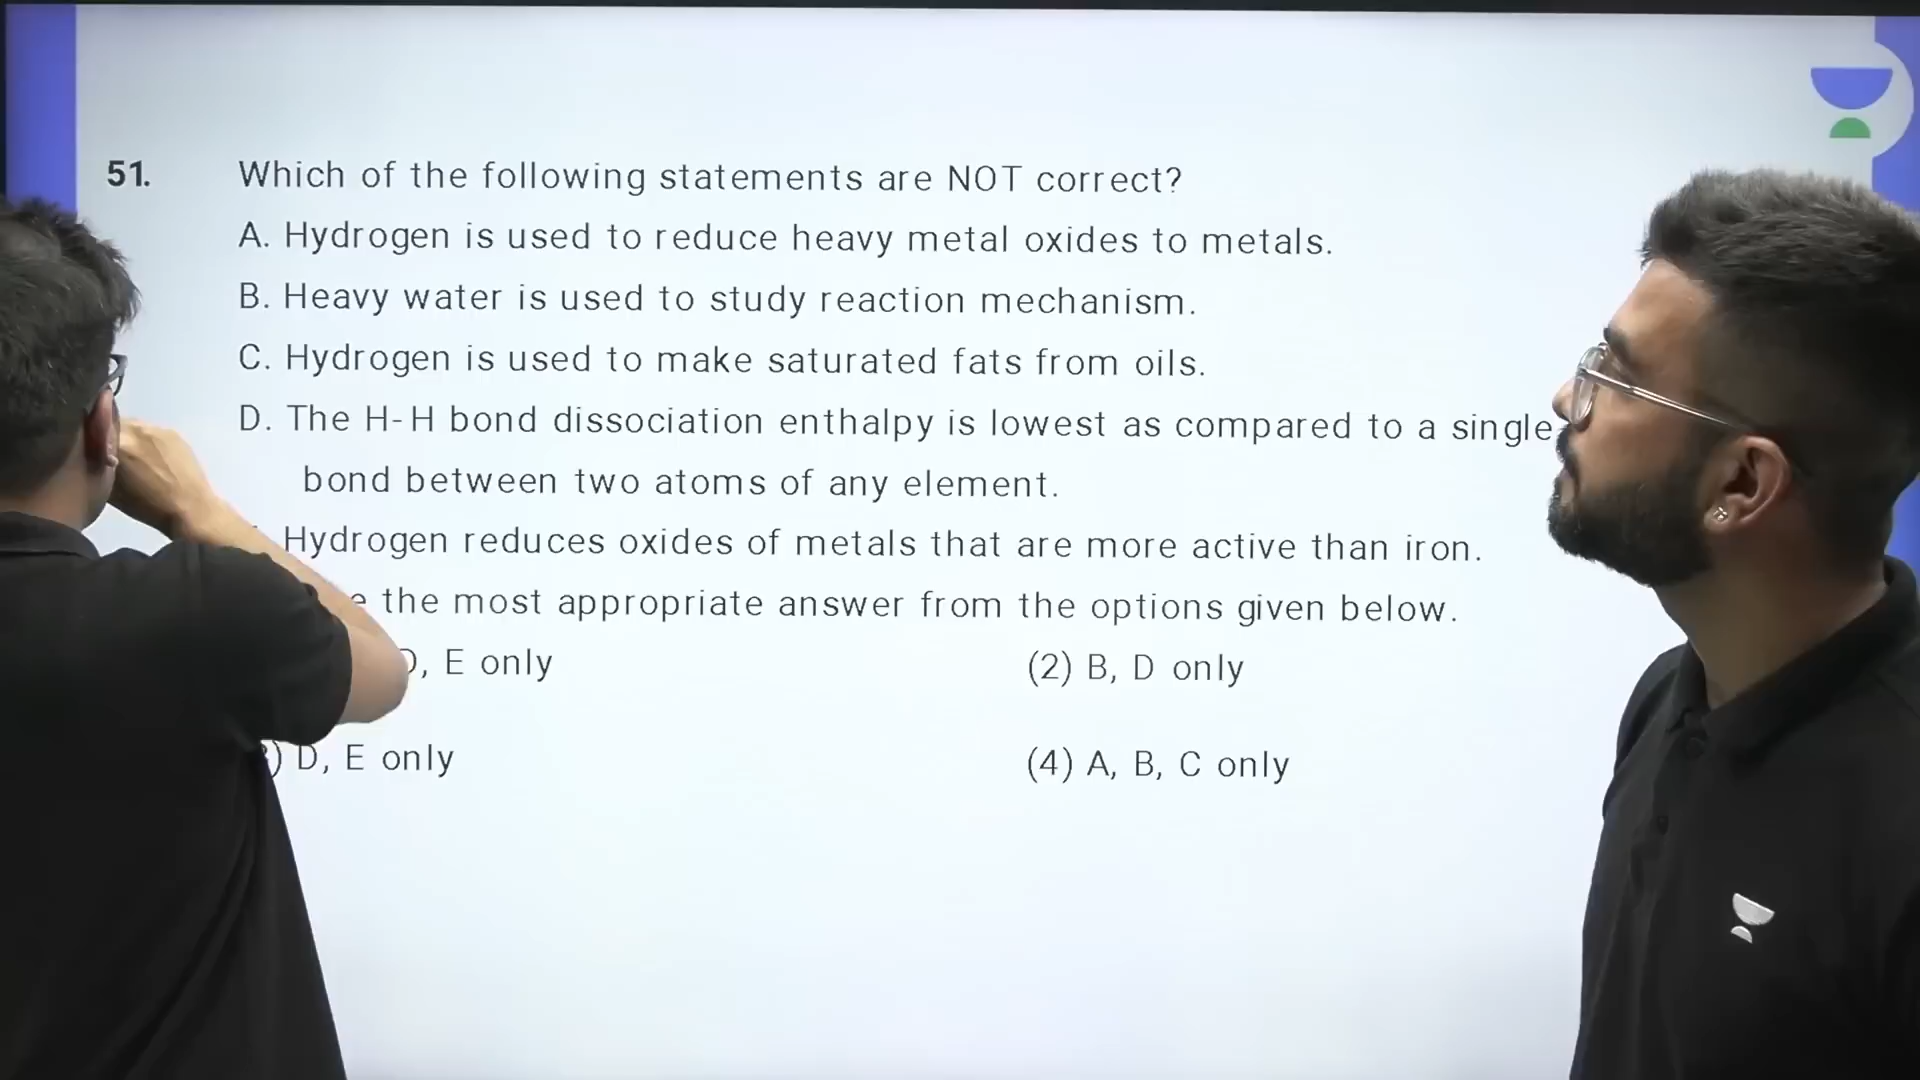 51. Which of the following statements are NOT correct?
A. Hydrogen is used to reduce heavy metal oxides to metals.
B. Heavy water is used to study reaction mechanism.
C. Hydrogen is used to make saturated fats from oils.
D. The H-H bond dissociation enthalpy is lowest as compared to a single
bond between two atoms of any element.
Hydrogen reduces oxides of metals that are more active than iron.
the most appropriate answer from the options given below.
D, E only (2) B, D only
) D, E only (4) A, B, C only